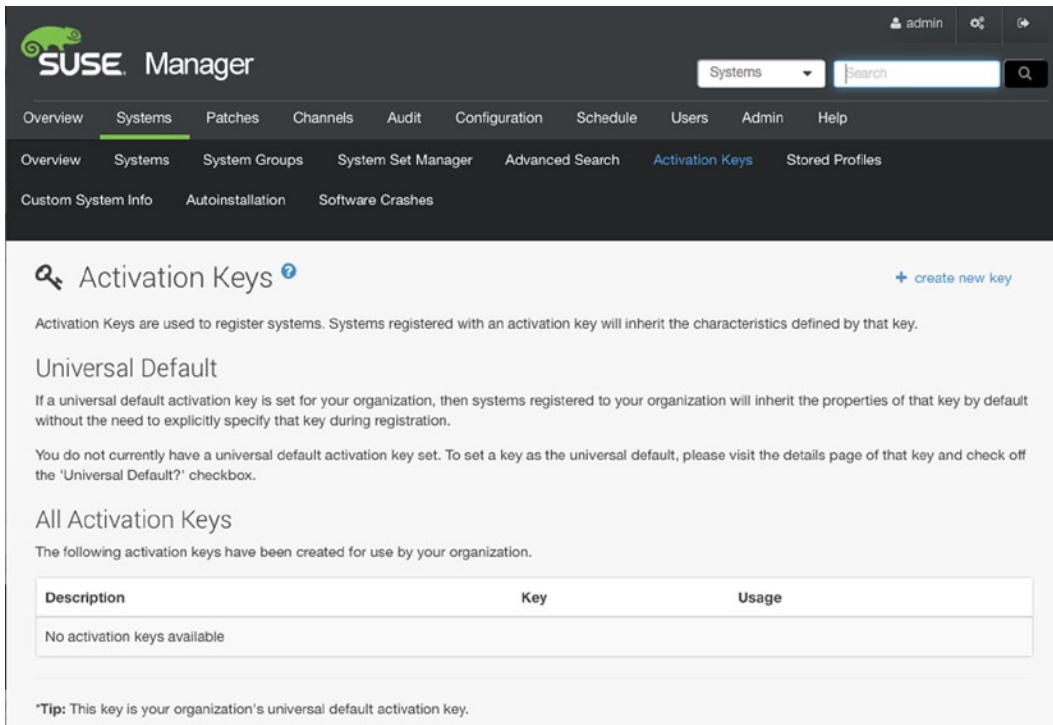 admin
SUSE. Manager
Systems
Search
Overview Systems Patches Channels Audit Configuration Schedule Users Admin Help
Overview Systems System Groups System Set Manager Advanced Search Activation Keys Stored Profiles
Custom System Info Autoinstallation Software Crashes
Activation Keys ?
+ create new key
Activation Keys are used to register systems. Systems registered with an activation key will inherit the characteristics defined by that key.
Universal Default
If a universal default activation key is set for your organization, then systems registered to your organization will inherit the properties of that key by default
without the need to explicitly specify that key during registration.
You do not currently have a universal default activation key set. To set a key as the universal default, please visit the details page of that key and check off
the 'Universal Default?' checkbox.
All Activation Keys
The following activation keys have been created for use by your organization.
Description Key Usage
No activation keys available
*Tip: This key is your organization's universal default activation key.